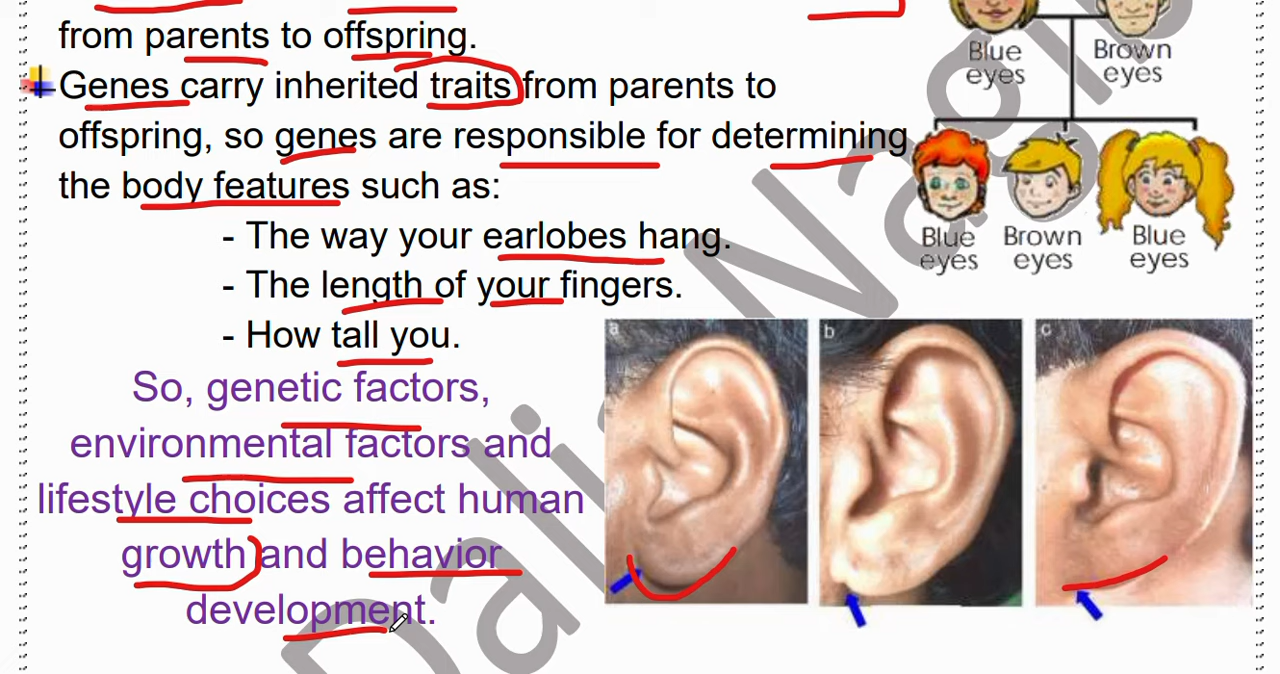 from parents to offspring.
Genes carry inherited traits from parents to
offspring, so genes are responsible for determining
the body features such as:
- The way your earlobes hang.
- The length of your fingers.
- How tall you.
So, genetic factors,
environmental factors and
lifestyle choices affect human
growth and behavior
development.
Blue eyes
Brown eyes
Blue eyes
Brown eyes
Blue eyes
a
b
c
Dalia Nagib